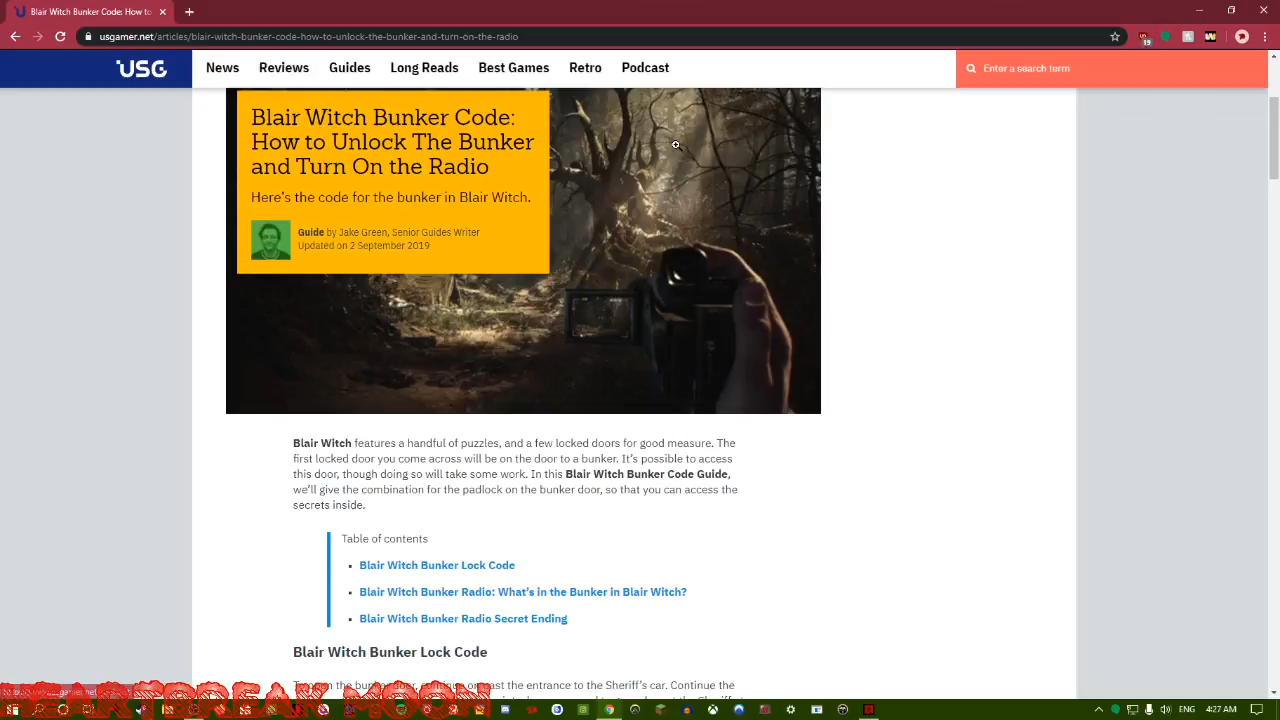 Blair Witch Bunker Code: How to
usgamer.net/articles/blair-witch-bunker-code-how-to-unlock-the-bunker-and-turn-on-the-radio
19
USG
News Reviews Guides Long Reads Best Games Retro Podcast
Enter a search term
Blair Witch Bunker Code:
How to Unlock The Bunker
and Turn On the Radio
Here's the code for the bunker in Blair Witch.
Guide by Jake Green, Senior Guides Writer
Updated on 2 September 2019
Blair Witch features a handful of puzzles, and a few locked doors for good measure. The
first locked door you come across will be on the door to a bunker. It's possible to access
this door, though doing so will take some work. In this Blair Witch Bunker Code Guide,
we'll give the combination for the padlock on the bunker door, so that you can access the
secrets inside.
Table of contents
Blair Witch Bunker Lock Code
Blair Witch Bunker Radio: What's in the Bunker in Blair Witch?
Blair Witch Bunker Radio Secret Ending
Blair Witch Bunker Lock Code
the entrance to the Sheriff's car. Continue the
4:27 AM